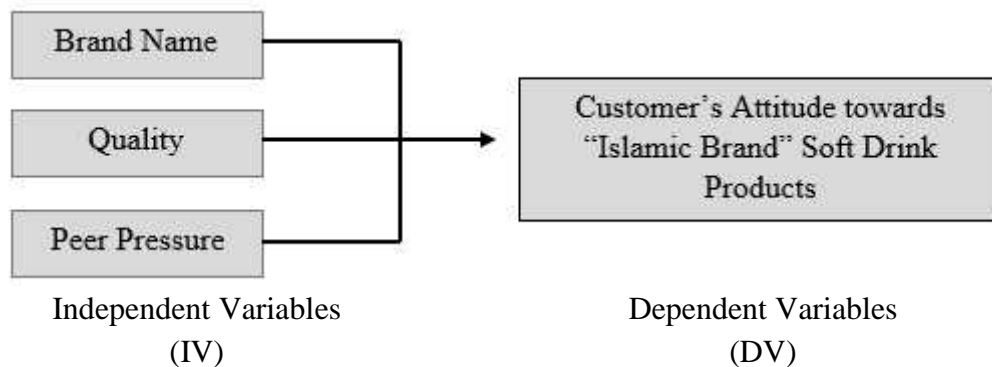 Brand Name
Quality
Peer Pressure
Customer’s Attitude towards
“Islamic Brand” Soft Drink
Products
Independent Variables
(IV)
Dependent Variables
(DV)